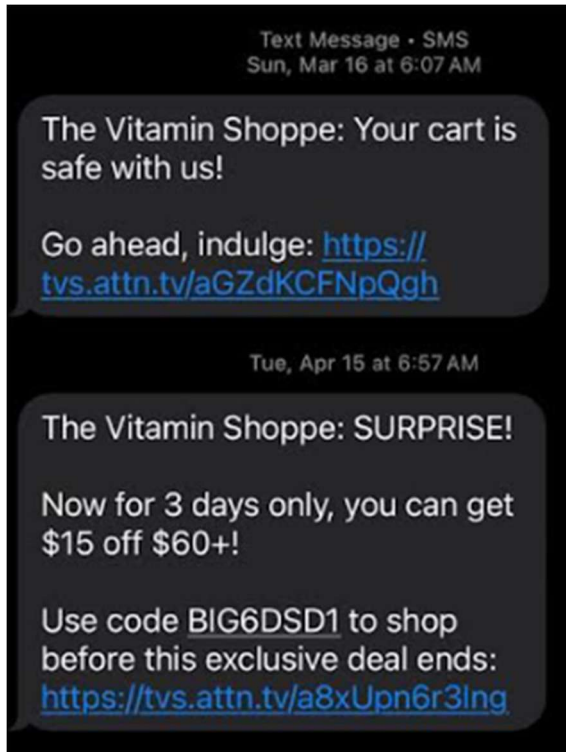 Text Message • SMS
Sun, Mar 16 at 6:07 AM
The Vitamin Shoppe: Your cart is
safe with us!
Go ahead, indulge: https://
tvs.attn.tv/aGZdKCFNpQgh
Tue, Apr 15 at 6:57 AM
The Vitamin Shoppe: SURPRISE!
Now for 3 days only, you can get
$15 off $60+!
Use code BIG6DSD1 to shop
before this exclusive deal ends:
https://tvs.attn.tv/a8xUpn6r3lng